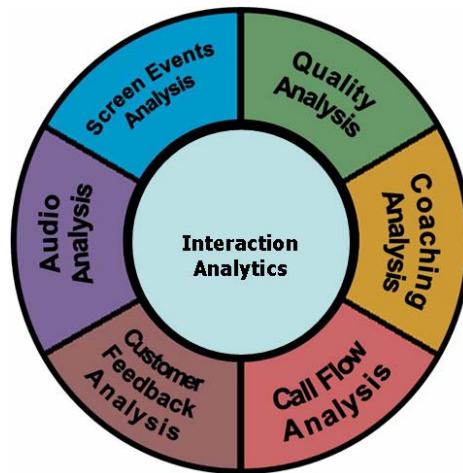 Screen Events
Analysis
Quality
Analysis
Coaching
Analysis
Call Flow
Analysis
Customer
Feedback
Analysis
Audio
Analysis
Interaction
Analytics